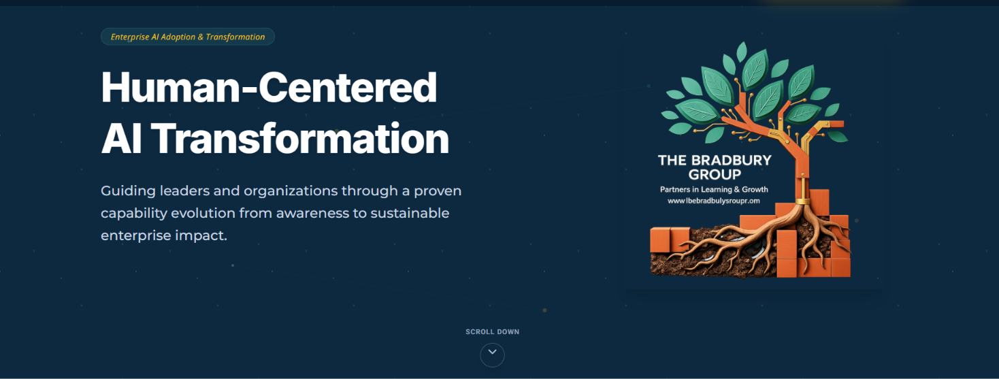 Enterprise AI Adoption & Transformation
Human-Centered
AI Transformation
Guiding leaders and organizations through a proven
capability evolution from awareness to sustainable
enterprise impact.
THE BRADBURY
GROUP
Partners in Learning & Growth
www.lbebradbulysroupr.om
SCROLL DOWN